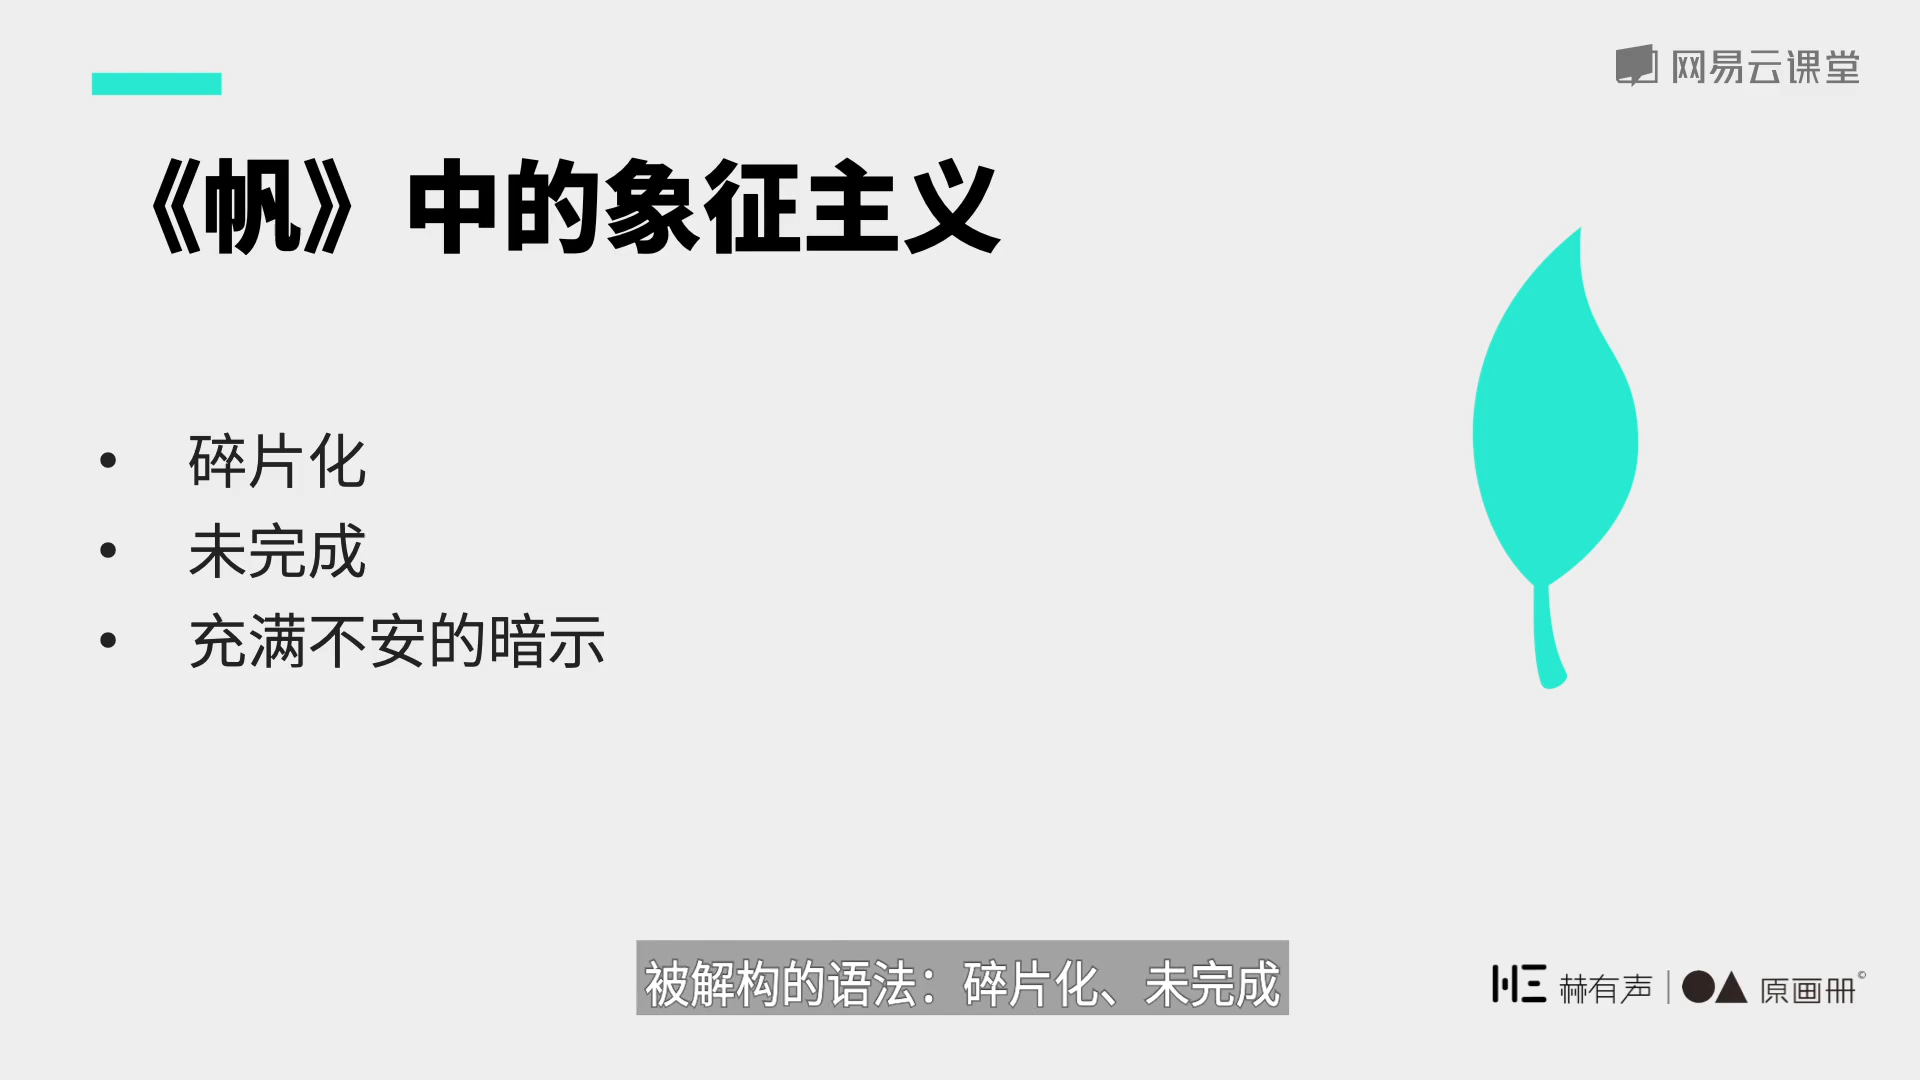 网易云课堂
《帆》中的象征主义
• 碎片化
• 未完成
• 充满不安的暗示
被解构的语法：碎片化、未完成
赫有声 | 原画册©